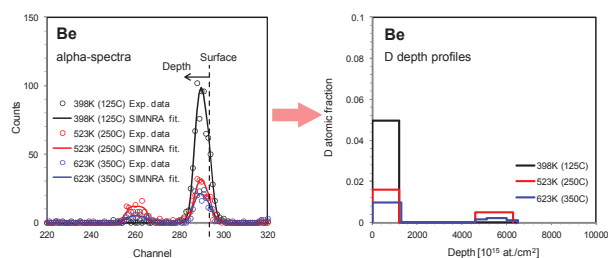 Be
alpha-spectra
Depth
Surface
398K (125C) Exp. data
398K (125C) SIMNRA fit.
523K (250C) Exp. data
523K (250C) SIMNRA fit.
623K (350C) Exp. data
623K (350C) SIMNRA fit.
Counts
150
100
50
0
220 240 260 280 300 320
Channel
Be
D depth profiles
398K (125C)
523K (250C)
623K (350C)
D atomic fraction
0.1
0.08
0.06
0.04
0.02
0
0 2000 4000 6000 8000 10000
Depth [10¹⁵ at./cm²]